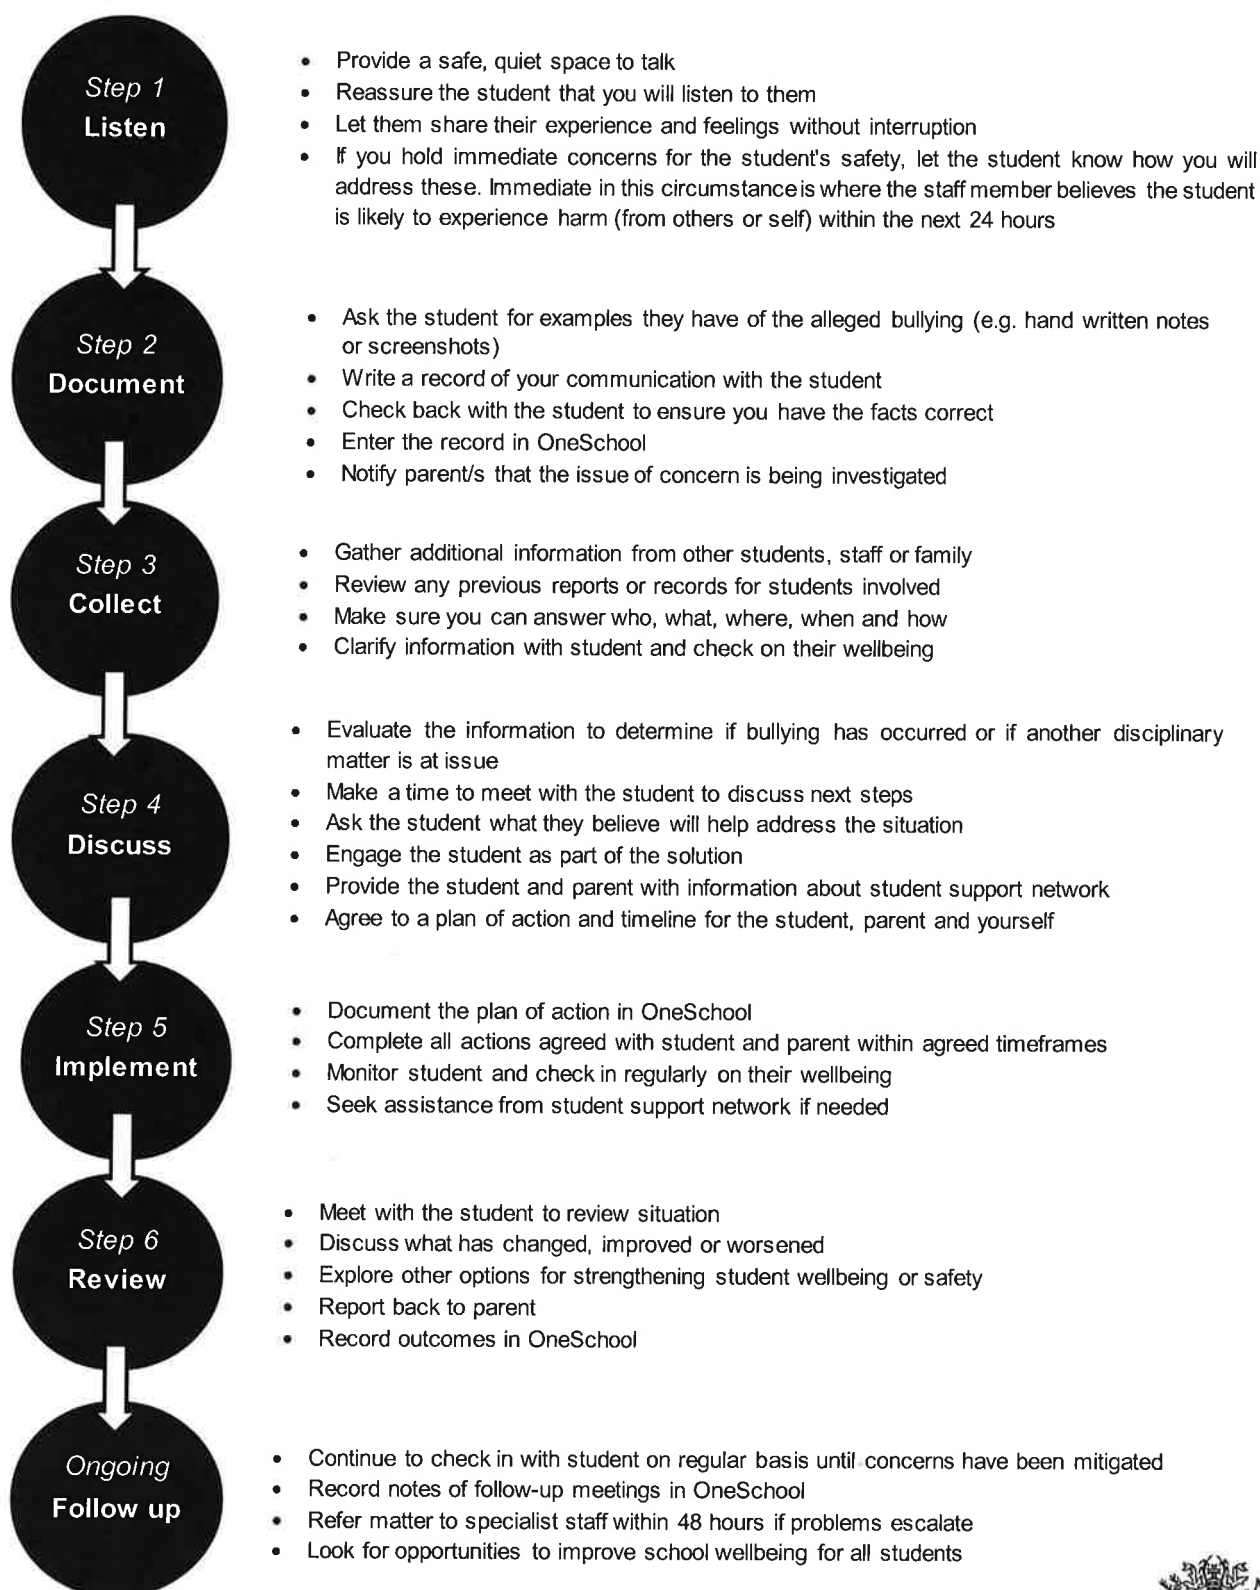 Step 1
Listen
• Provide a safe, quiet space to talk
• Reassure the student that you will listen to them
• Let them share their experience and feelings without interruption
• If you hold immediate concerns for the student's safety, let the student know how you will
address these. Immediate in this circumstance is where the staff member believes the student
is likely to experience harm (from others or self) within the next 24 hours
Step 2
Document
• Ask the student for examples they have of the alleged bullying (e.g. hand written notes
or screenshots)
• Write a record of your communication with the student
• Check back with the student to ensure you have the facts correct
• Enter the record in OneSchool
• Notify parent/s that the issue of concern is being investigated
Step 3
Collect
• Gather additional information from other students, staff or family
• Review any previous reports or records for students involved
• Make sure you can answer who, what, where, when and how
• Clarify information with student and check on their wellbeing
Step 4
Discuss
• Evaluate the information to determine if bullying has occurred or if another disciplinary
matter is at issue
• Make a time to meet with the student to discuss next steps
• Ask the student what they believe will help address the situation
• Engage the student as part of the solution
• Provide the student and parent with information about student support network
• Agree to a plan of action and timeline for the student, parent and yourself
Step 5
Implement
• Document the plan of action in OneSchool
• Complete all actions agreed with student and parent within agreed timeframes
• Monitor student and check in regularly on their wellbeing
• Seek assistance from student support network if needed
Step 6
Review
• Meet with the student to review situation
• Discuss what has changed, improved or worsened
• Explore other options for strengthening student wellbeing or safety
• Report back to parent
• Record outcomes in OneSchool
Ongoing
Follow up
• Continue to check in with student on regular basis until concerns have been mitigated
• Record notes of follow-up meetings in OneSchool
• Refer matter to specialist staff within 48 hours if problems escalate
• Look for opportunities to improve school wellbeing for all students